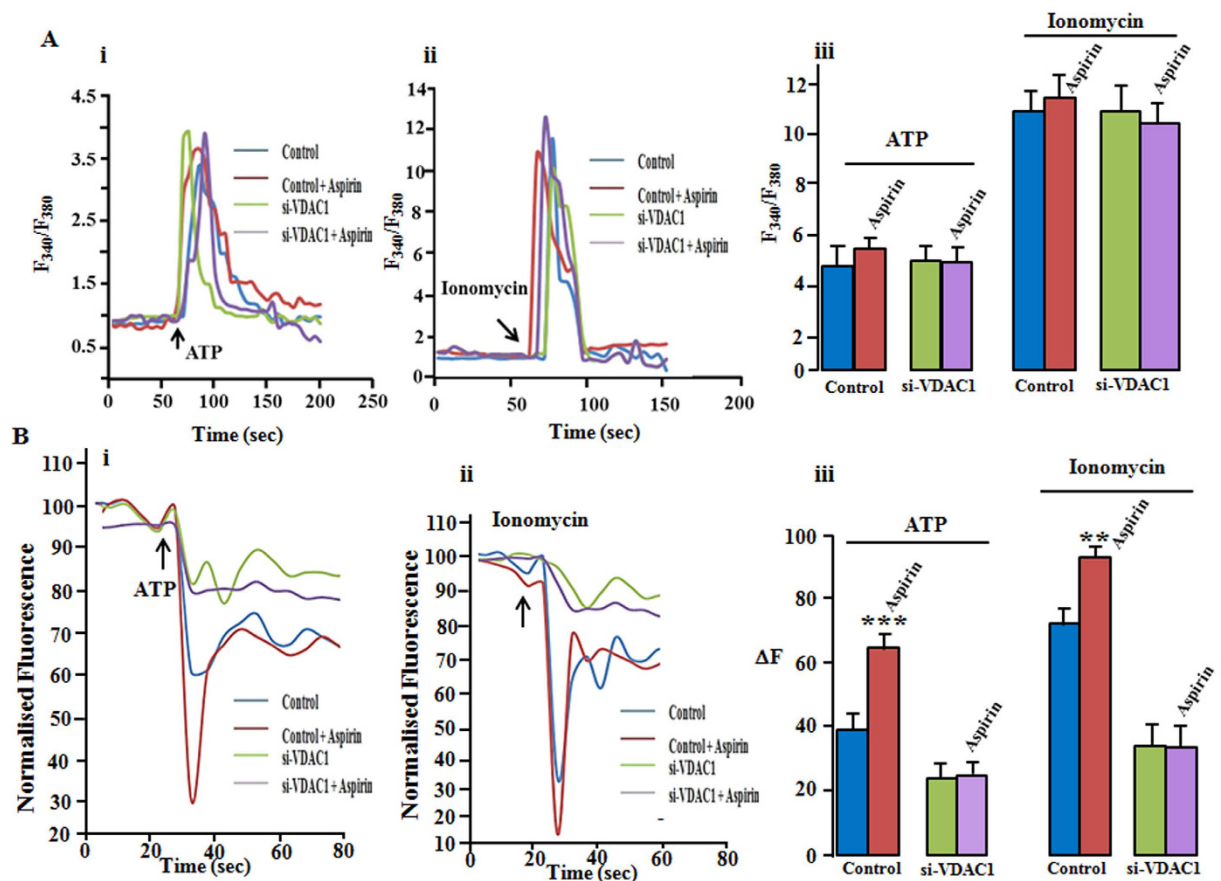 A
i
4.5
3.5
2.5
1.5
0.5
F340/F380
Control
Control + Aspirin
si-VDAC1
si-VDAC1 + Aspirin
ATP
0 50 100 150 200 250
Time (sec)
ii
14
12
10
8
6
4
2
0
F340/F380
Ionomycin
Control
Control + Aspirin
si-VDAC1
si-VDAC1 + Aspirin
0 50 100 150 200
Time (sec)
iii
Ionomycin
Aspirin
Aspirin
ATP
Aspirin
Aspirin
12
10
8
6
4
2
0
F340/F380
Control
si-VDAC1
Control
si-VDAC1
B
i
110
100
90
80
70
60
50
40
30
20
Normalised Fluorescence
ATP
Control
Control + Aspirin
si-VDAC1
si-VDAC1 + Aspirin
0 20 40 60 80
Time (sec)
ii
110
100
90
80
70
60
50
40
30
20
10
Normalised Fluorescence
Ionomycin
Control
Control + Aspirin
si-VDAC1
si-VDAC1 + Aspirin
0 20 40 60 80
Time (sec)
iii
Ionomycin
**
Aspirin
Aspirin
ATP
***
Aspirin
Aspirin
100
80
60
40
20
0
ΔF
Control
si-VDAC1
Control
si-VDAC1